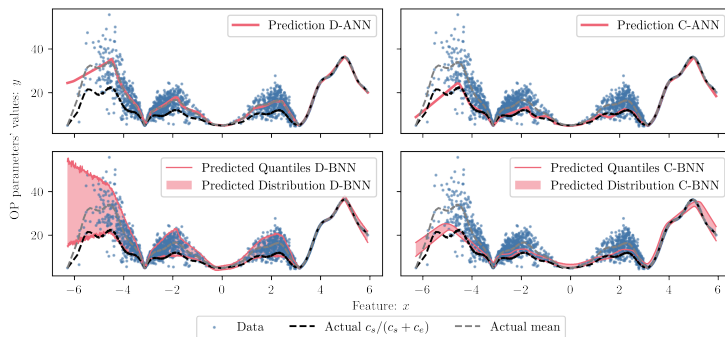 Prediction D-ANN
Prediction C-ANN
40
20
OP parameters' values: y
Predicted Quantiles D-BNN
Predicted Distribution D-BNN
Predicted Quantiles C-BNN
Predicted Distribution C-BNN
40
20
−6 −4 −2 0 2 4 6
−6 −4 −2 0 2 4 6
Feature: x
Data Actual c_s/(c_s + c_e) Actual mean